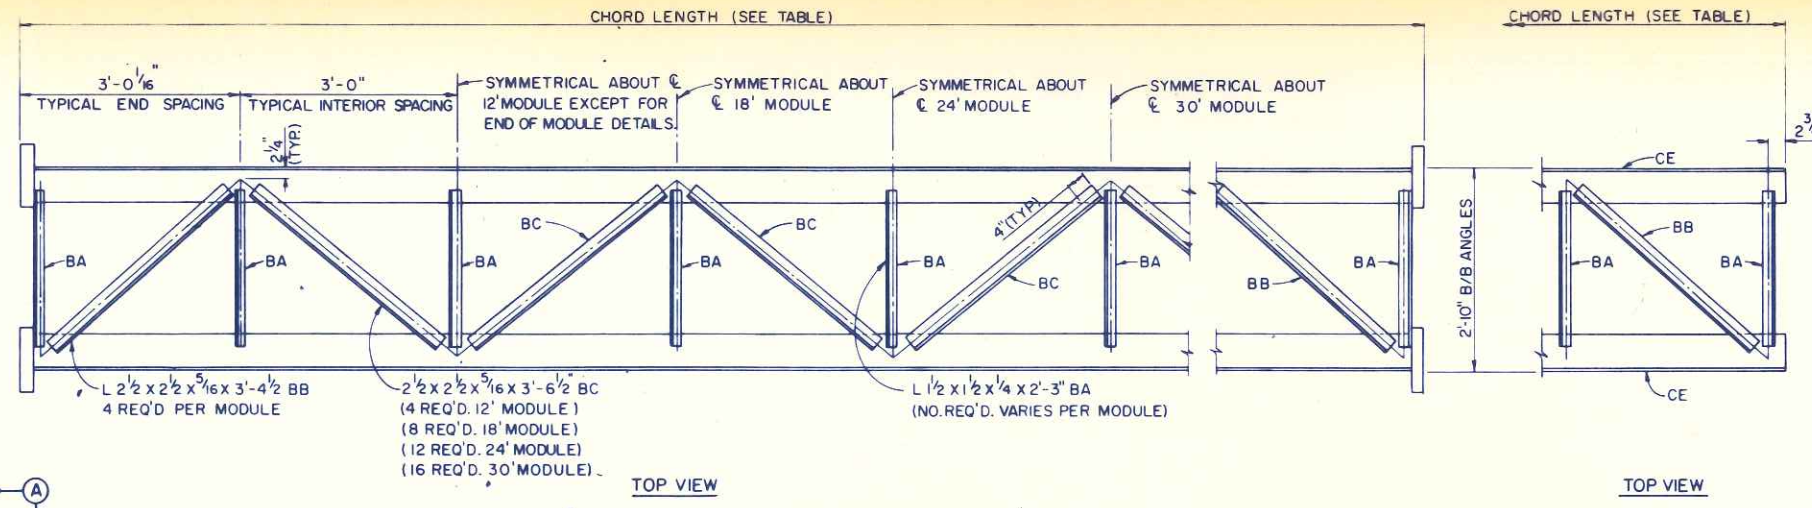 CHORD LENGTH (SEE TABLE)
CHORD LENGTH (SEE TABLE)
3'-0 1/16"
TYPICAL END SPACING
3'-0"
TYPICAL INTERIOR SPACING
SYMMETRICAL ABOUT ℄
12' MODULE EXCEPT FOR
END OF MODULE DETAILS.
SYMMETRICAL ABOUT
℄ 18' MODULE
SYMMETRICAL ABOUT
℄ 24' MODULE
SYMMETRICAL ABOUT
℄ 30' MODULE
2 1/4"
(TYP.)
CE
BA
BA
BA
BC
BA
BC
BA
4" (TYP)
BC
BA
BB
BA
2'-10" B/B ANGLES
BA
BB
BA
CE
L 2 1/2 x 2 1/2 x 5/16 x 3'-4 1/2 BB
4 REQ'D PER MODULE
2 1/2 x 2 1/2 x 5/16 x 3'-6 1/2" BC
(4 REQ'D. 12' MODULE)
(8 REQ'D. 18' MODULE)
(12 REQ'D. 24' MODULE)
(16 REQ'D. 30' MODULE)
L 1 1/2 x 1 1/2 x 1/4 x 2'-3" BA
(NO. REQ'D. VARIES PER MODULE)
A
TOP VIEW
TOP VIEW